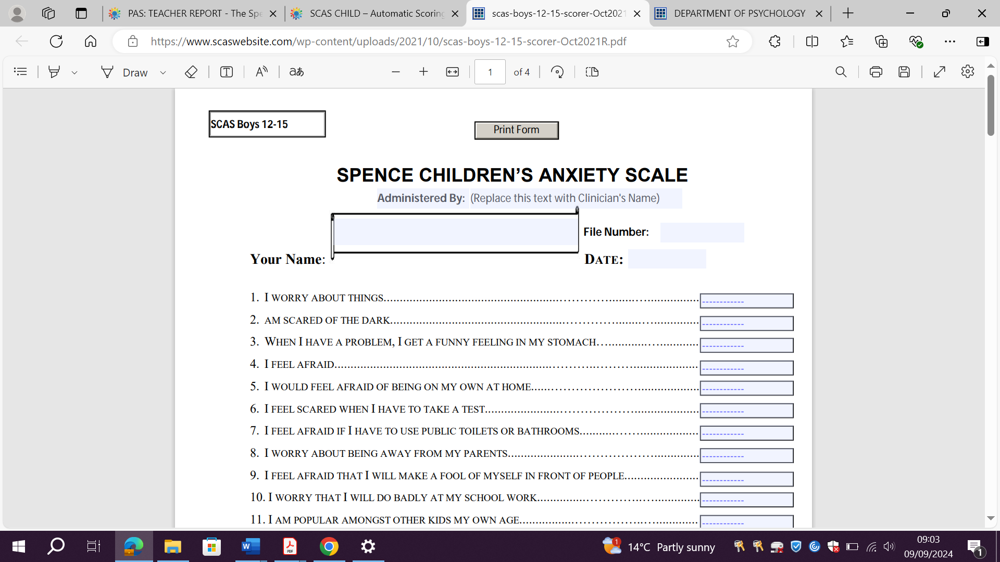 PAS: TEACHER REPORT - The Spe
SCAS CHILD – Automatic Scoring
scas-boys-12-15-scorer-Oct2021
DEPARTMENT OF PSYCHOLOGY
https://www.scaswebsite.com/wp-content/uploads/2021/10/scas-boys-12-15-scorer-Oct2021R.pdf
Draw
T
A
aあ
1 of 4
SCAS Boys 12-15
Print Form
SPENCE CHILDREN’S ANXIETY SCALE
Administered By: (Replace this text with Clinician's Name)
File Number:
Your Name:
DATE:
1. I WORRY ABOUT THINGS
------------
2. AM SCARED OF THE DARK
------------
3. WHEN I HAVE A PROBLEM, I GET A FUNNY FEELING IN MY STOMACH
------------
4. I FEEL AFRAID
------------
5. I WOULD FEEL AFRAID OF BEING ON MY OWN AT HOME
------------
6. I FEEL SCARED WHEN I HAVE TO TAKE A TEST
------------
7. I FEEL AFRAID IF I HAVE TO USE PUBLIC TOILETS OR BATHROOMS
------------
8. I WORRY ABOUT BEING AWAY FROM MY PARENTS
------------
9. I FEEL AFRAID THAT I WILL MAKE A FOOL OF MYSELF IN FRONT OF PEOPLE
------------
10. I WORRY THAT I WILL DO BADLY AT MY SCHOOL WORK
------------
11. I AM POPULAR AMONGST OTHER KIDS MY OWN AGE
------------
W
PDF
1
14°C Partly sunny
09:03
09/09/2024
1